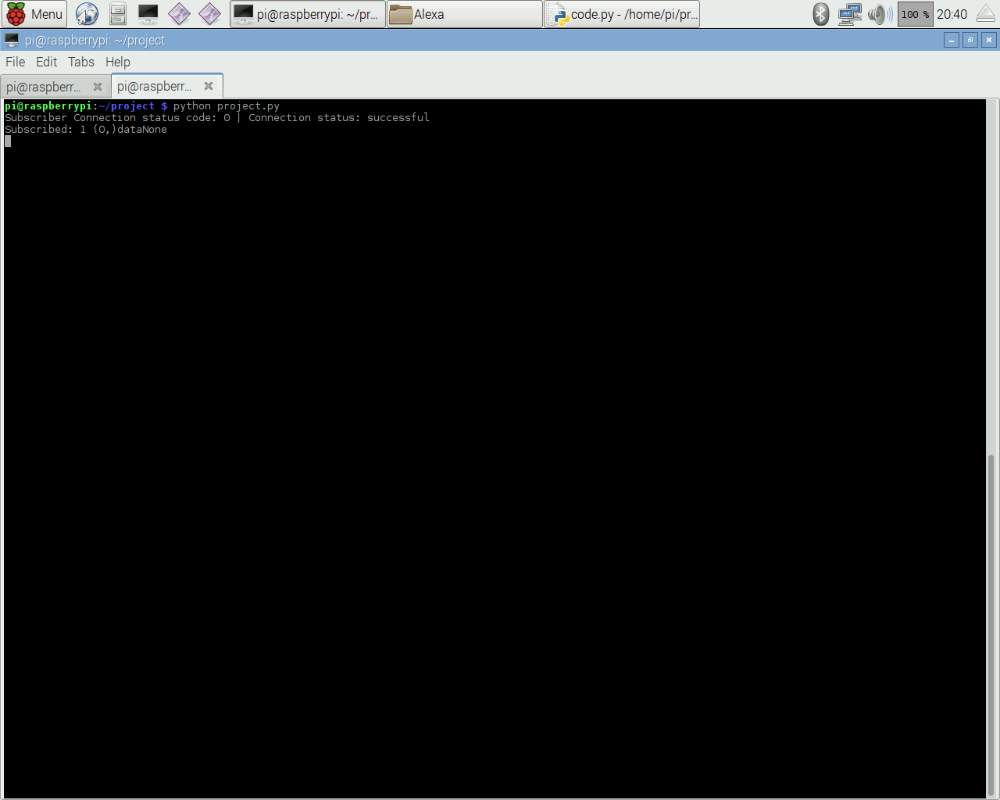 Menu
pi@raspberrypi: ~/pr...
Alexa
code.py - /home/pi/pr...
100 %
20:40
pi@raspberrypi: ~/project
File Edit Tabs Help
pi@raspberr...
pi@raspberr...
pi@raspberrypi:~/project $ python project.py
Subscriber Connection status code: 0 | Connection status: successful
Subscribed: 1 (0,)dataNone